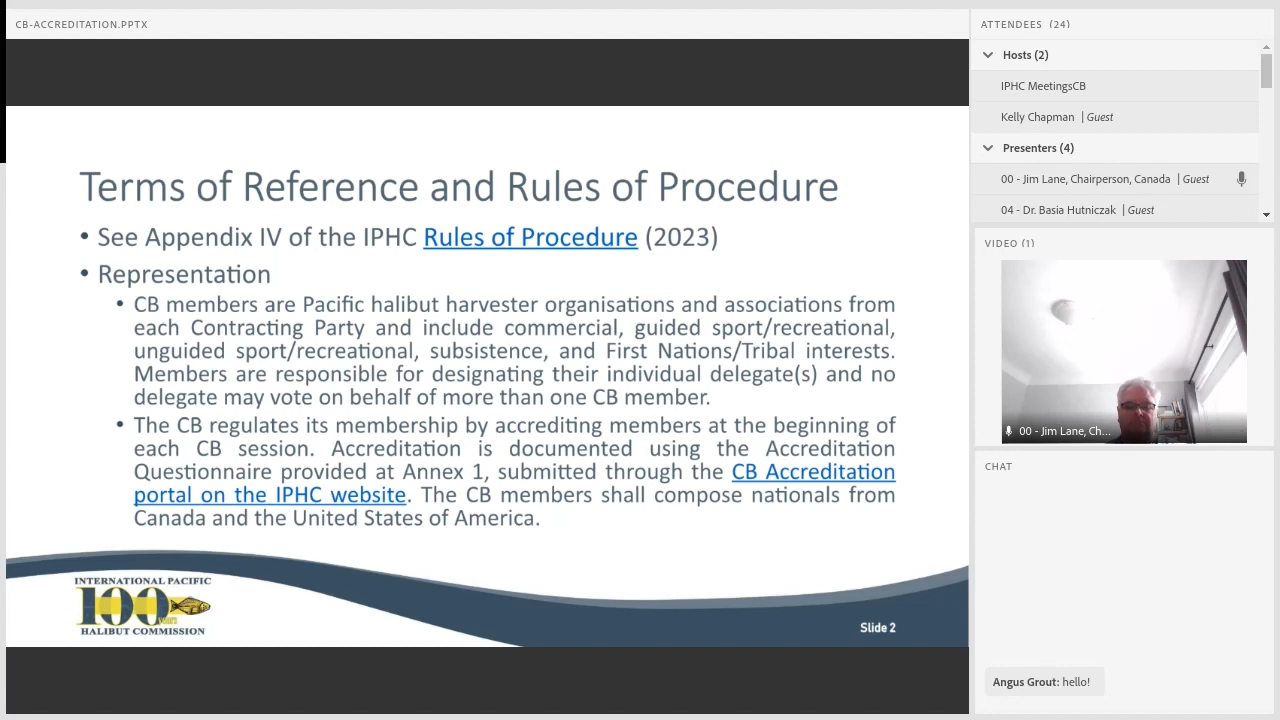 CB-ACCREDITATION.PPTX
Terms of Reference and Rules of Procedure
• See Appendix IV of the IPHC Rules of Procedure (2023)
• Representation
• CB members are Pacific halibut harvester organisations and associations from
each Contracting Party and include commercial, guided sport/recreational,
unguided sport/recreational, subsistence, and First Nations/Tribal interests.
Members are responsible for designating their individual delegate(s) and no
delegate may vote on behalf of more than one CB member.
• The CB regulates its membership by accrediting members at the beginning of
each CB session. Accreditation is documented using the Accreditation
Questionnaire provided at Annex 1, submitted through the CB Accreditation
portal on the IPHC website. The CB members shall compose nationals from
Canada and the United States of America.
INTERNATIONAL PACIFIC
100
years
HALIBUT COMMISSION
Slide 2
ATTENDEES (24)
Hosts (2)
IPHC MeetingsCB
Kelly Chapman | Guest
Presenters (4)
00 - Jim Lane, Chairperson, Canada | Guest
04 - Dr. Basia Hutniczak | Guest
VIDEO (1)
00 - Jim Lane, Ch...
CHAT
Angus Grout: hello!